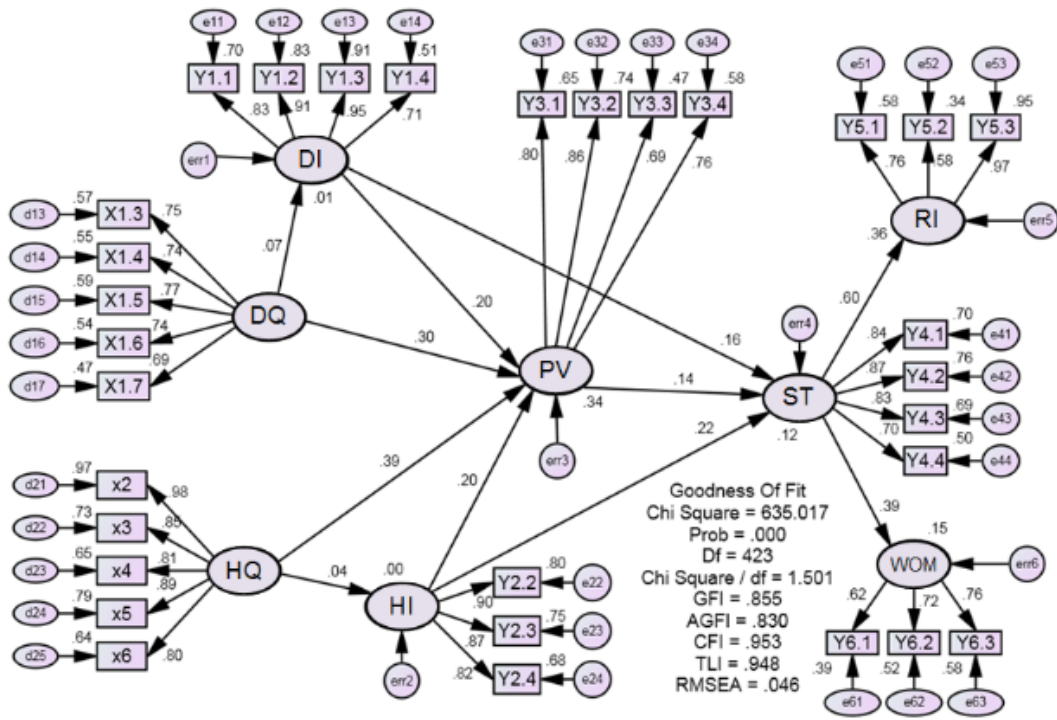 e11 e12 e13 e14
.70 .83 .91 .51
Y1.1 Y1.2 Y1.3 Y1.4
.83 .91 .95 .71
err1
DI
.01
e31 e32 e33 e34
.65 .74 .47 .58
Y3.1 Y3.2 Y3.3 Y3.4
.80 .86 .69 .76
e51 e52 e53
.58 .34 .95
Y5.1 Y5.2 Y5.3
.76 .58 .97
RI
.36
err5
d13 .57 X1.3 .75
d14 .55 X1.4 .74
d15 .59 X1.5 .77
d16 .54 X1.6 .74
d17 .47 X1.7 .69
DQ
.07
.30
.20
.16
PV
.34
err3
.14
err4
ST
.12
.60
.84 Y4.1 .70 e41
.87 Y4.2 .76 e42
.83 Y4.3 .69 e43
.70 Y4.4 .50 e44
.39
.22
.39
.20
d21 .97 x2 .98
d22 .73 x3 .85
d23 .65 x4 .81
d24 .79 x5 .89
d25 .64 x6 .80
HQ
.04
.00
HI
err2
.90 Y2.2 .80 e22
.87 Y2.3 .75 e23
.82 Y2.4 .68 e24
Goodness Of Fit
Chi Square = 635.017
Prob = .000
Df = 423
Chi Square / df = 1.501
GFI = .855
AGFI = .830
CFI = .953
TLI = .948
RMSEA = .046
.15
WOM
err6
.62 .72 .76
Y6.1 Y6.2 Y6.3
.39 .52 .58
e61 e62 e63